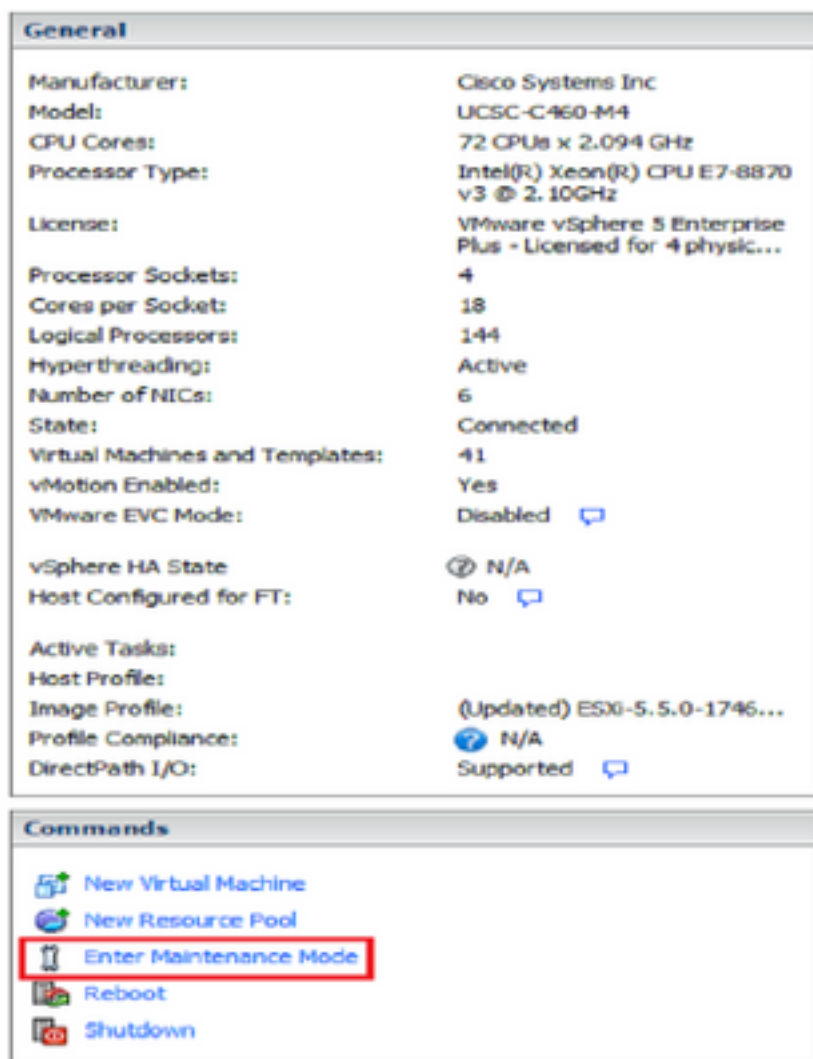 General
Manufacturer: Cisco Systems Inc
Model: UCSC-C460-M4
CPU Cores: 72 CPUs x 2.094 GHz
Processor Type: Intel(R) Xeon(R) CPU E7-8870
v3 @ 2.10GHz
License: VMware vSphere 5 Enterprise
Plus - Licensed for 4 physic...
Processor Sockets: 4
Cores per Socket: 18
Logical Processors: 144
Hyperthreading: Active
Number of NICs: 6
State: Connected
Virtual Machines and Templates: 41
vMotion Enabled: Yes
VMware EVC Mode: Disabled
vSphere HA State ? N/A
Host Configured for FT: No
Active Tasks:
Host Profile:
Image Profile: (Updated) ESXi-5.5.0-1746...
Profile Compliance: ? N/A
DirectPath I/O: Supported
Commands
New Virtual Machine
New Resource Pool
Enter Maintenance Mode
Reboot
Shutdown